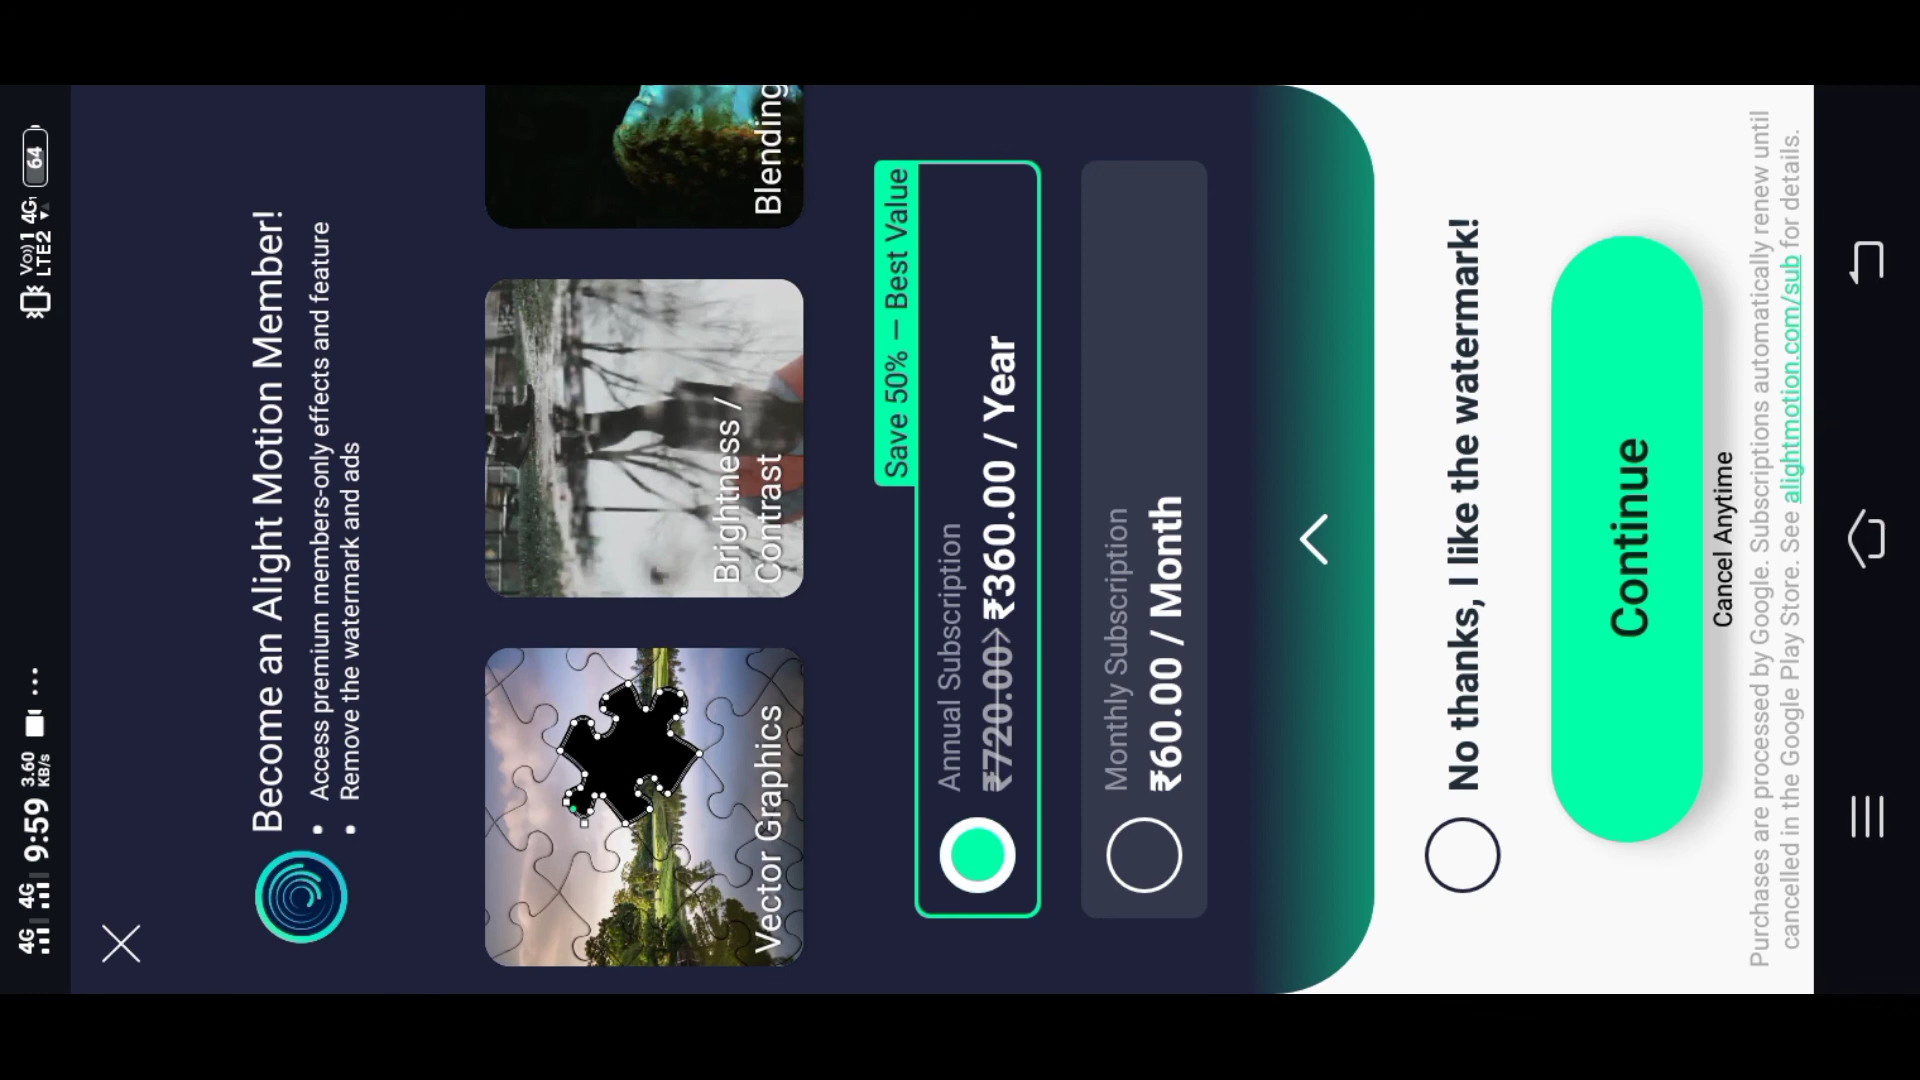 4G 4G 9:59 3.60 KB/s ... Vo)) 1 4G LTE2 64
Become an Alight Motion Member!
• Access premium members-only effects and feature
• Remove the watermark and ads
Vector Graphics
Brightness /
Contrast
Blending
Save 50% — Best Value
Annual Subscription
₹720.00 > ₹360.00 / Year
Monthly Subscription
₹60.00 / Month
No thanks, I like the watermark!
Continue
Cancel Anytime
Purchases are processed by Google. Subscriptions automatically renew until
cancelled in the Google Play Store. See alightmotion.com/sub for details.